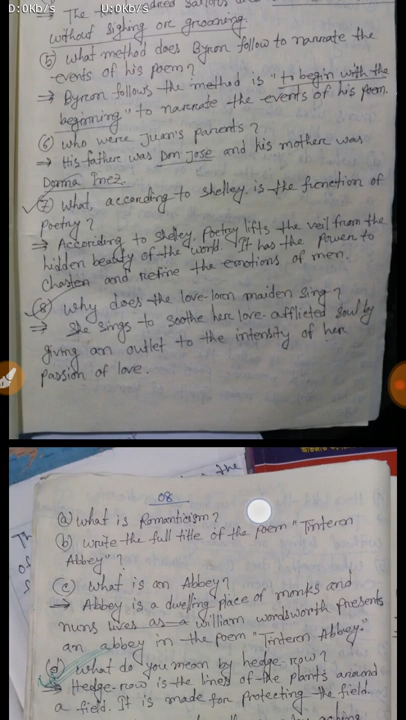 D:0Kb/s U:0Kb/s
⇒ The
without sighing or groaning.
(5) What method does Byron follow to narrate the
events of his poem?
⇒ Byron follows the method is "to begin with the
beginning" to narrate the events of his poem.
(6) Who were Juan's parents?
⇒ His father was Don Jose and his mother was
Donna Inez.
(7) What, according to Shelley is the function of
poetry?
⇒ According to Shelley, poetry lifts the veil from the
hidden beauty of the world. It has the power to
chasten and refine the emotions of men.
(8) Why does the love-lorn maiden sing?
⇒ She sings to soothe her love-afflicted soul by
giving an outlet to the intensity of her
passion of love.
the
08
(a) What is Romanticism?
(b) Write the full title of the poem "Tintern
Abbey"?
(c) What is an Abbey?
⇒ Abbey is a dwelling place of monks and
nuns lives as a William Wordsworth presents
an abbey in the poem "Tintern Abbey."
(d) What do you mean by hedge-row?
⇒ Hedge-row is the lines of the plants around
a field. It is made for protecting the field.